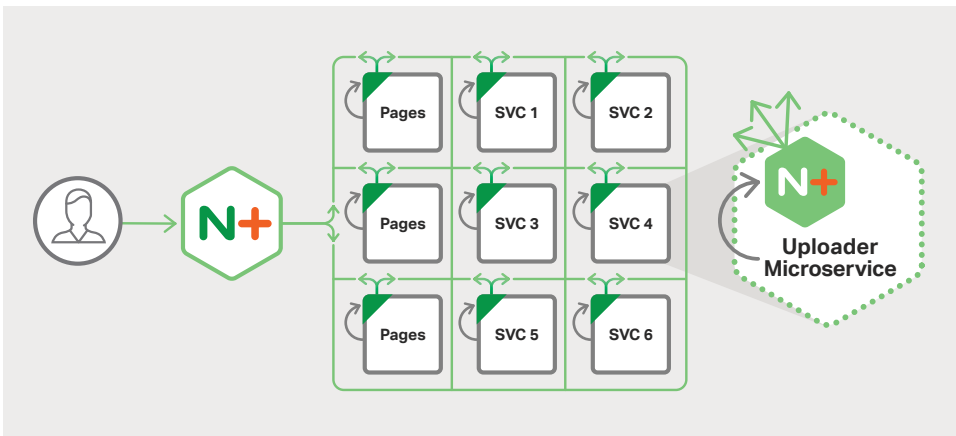 N+
Pages
SVC 1
SVC 2
Pages
SVC 3
SVC 4
Pages
SVC 5
SVC 6
N+
Uploader
Microservice